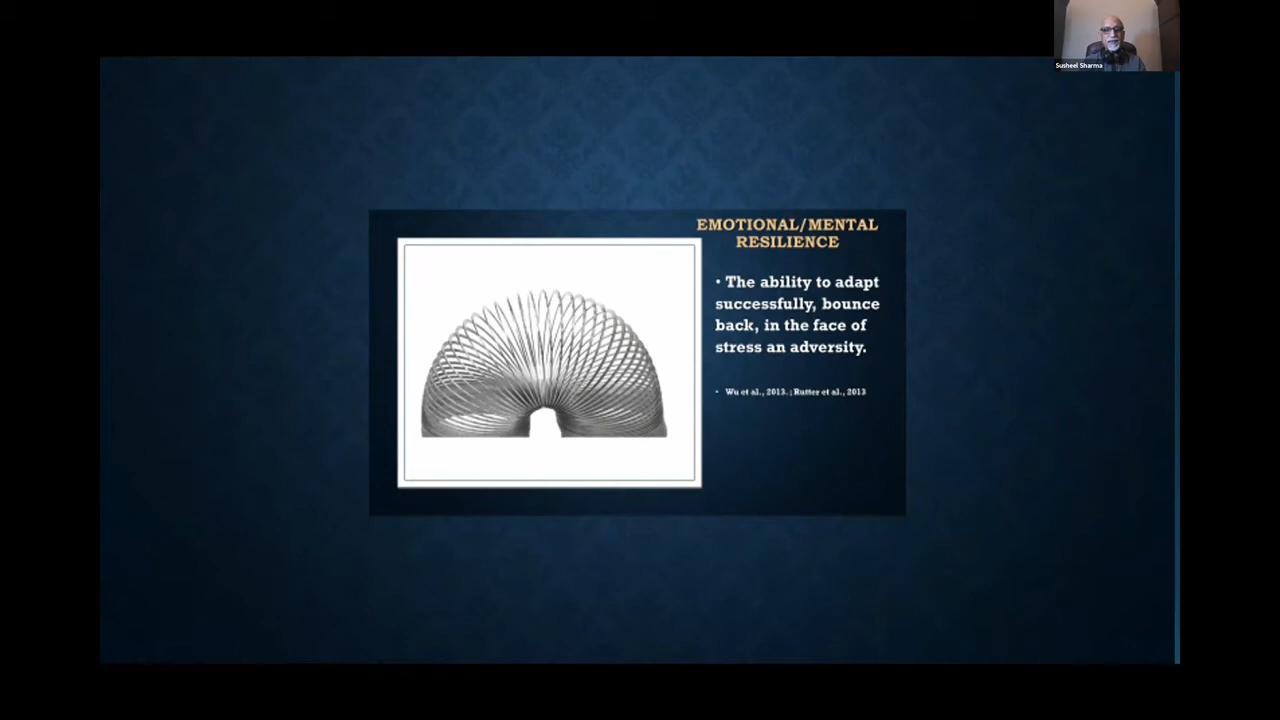 Susheel Sharma
EMOTIONAL/MENTAL
RESILIENCE
• The ability to adapt
successfully, bounce
back, in the face of
stress an adversity.
• Wu et al., 2013. ; Rutter et al., 2013